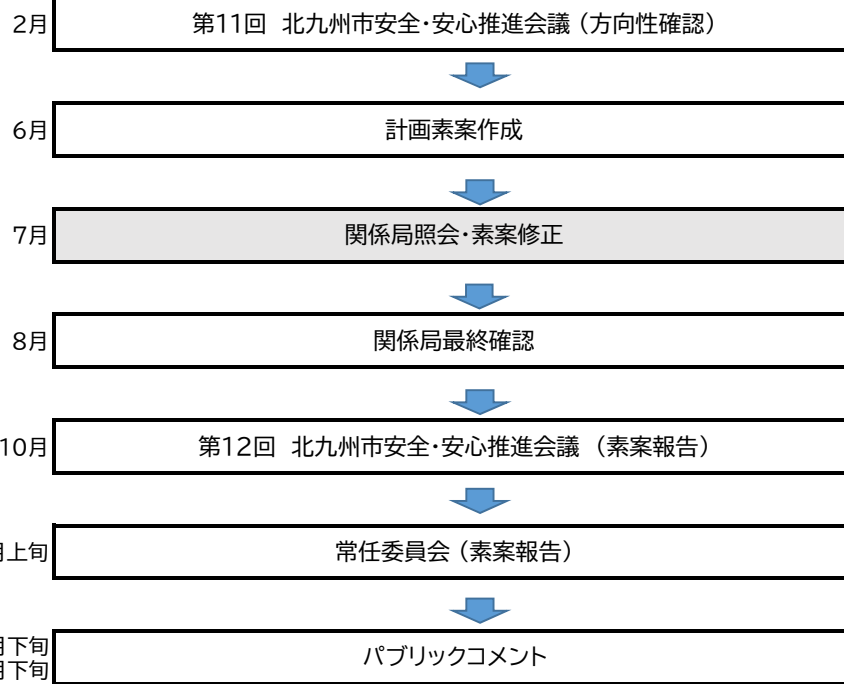 2月
第11回 北九州市安全・安心推進会議（方向性確認）
6月
計画素案作成
7月
関係局照会・素案修正
8月
関係局最終確認
10月
第12回 北九州市安全・安心推進会議 （素案報告）
月上旬
常任委員会（素案報告）
月下旬
月下旬
パブリックコメント